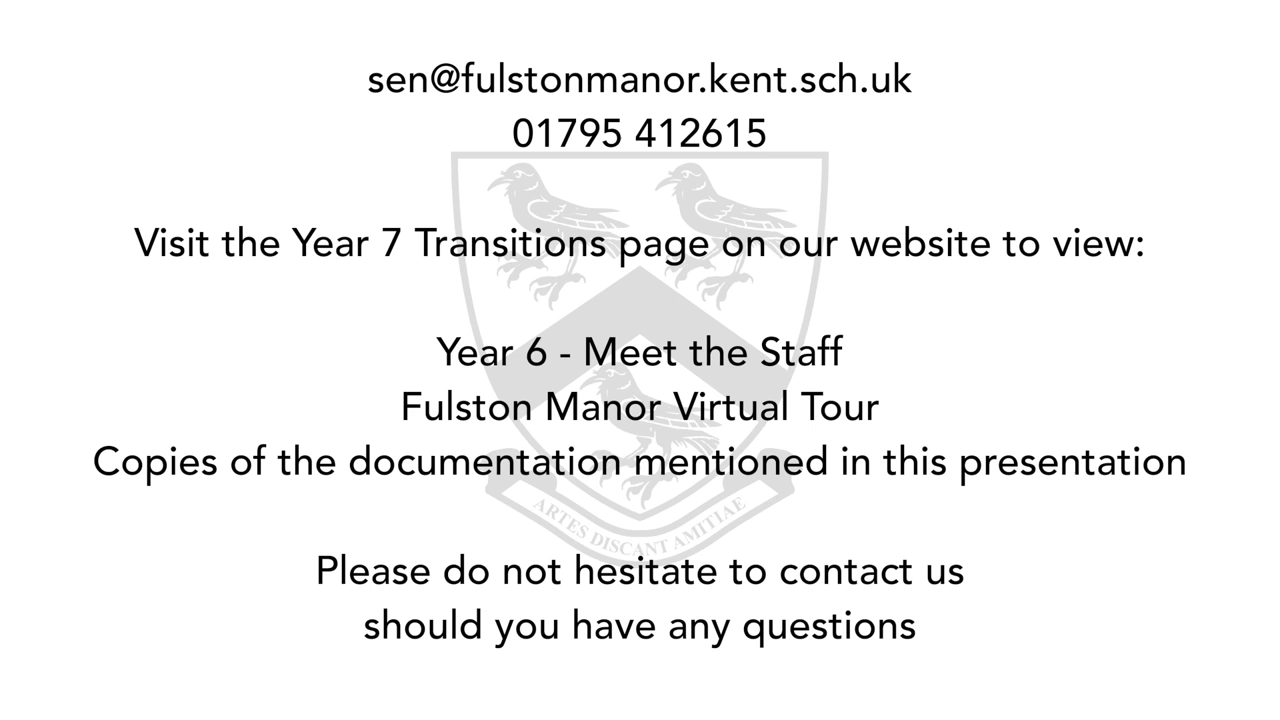 sen@fulstonmanor.kent.sch.uk
01795 412615
Visit the Year 7 Transitions page on our website to view:
Year 6 - Meet the Staff
Fulston Manor Virtual Tour
Copies of the documentation mentioned in this presentation
ARTES DISCANT AMITIAE
Please do not hesitate to contact us
should you have any questions